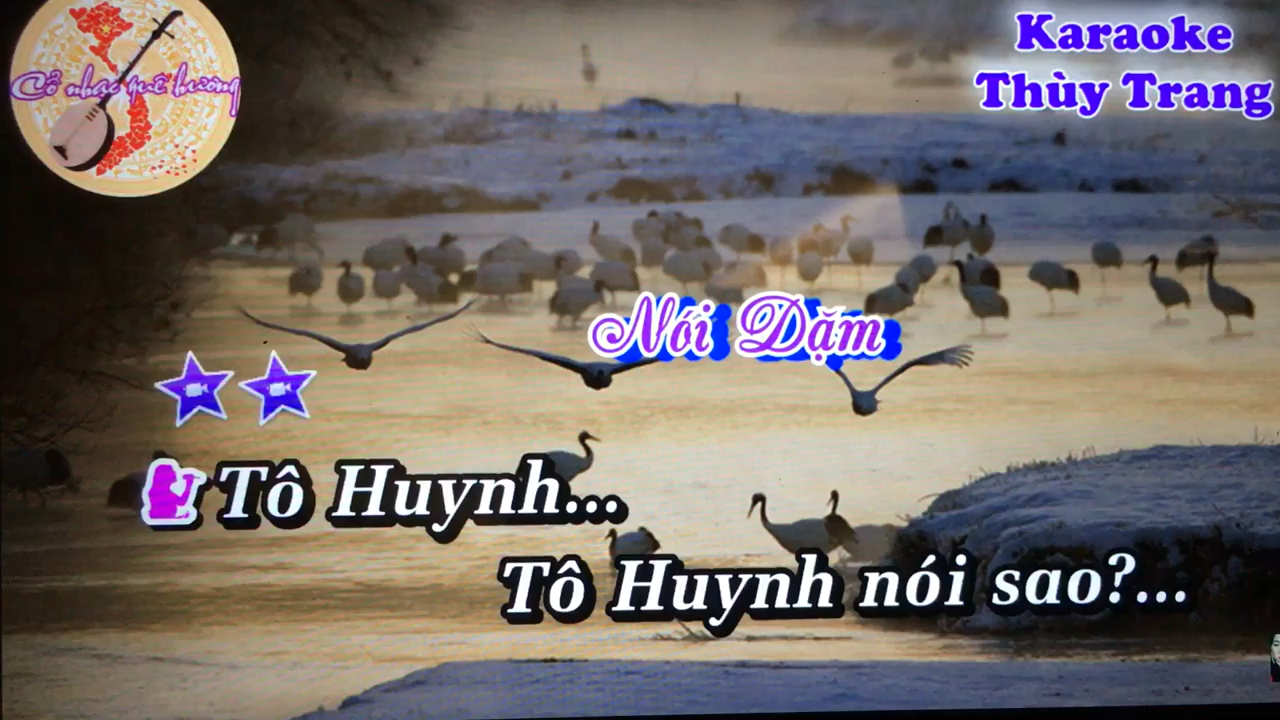 Cổ nhạc quê hương
Karaoke
Thùy Trang
Nói Dặm
Tô Huynh...
Tô Huynh nói sao?...